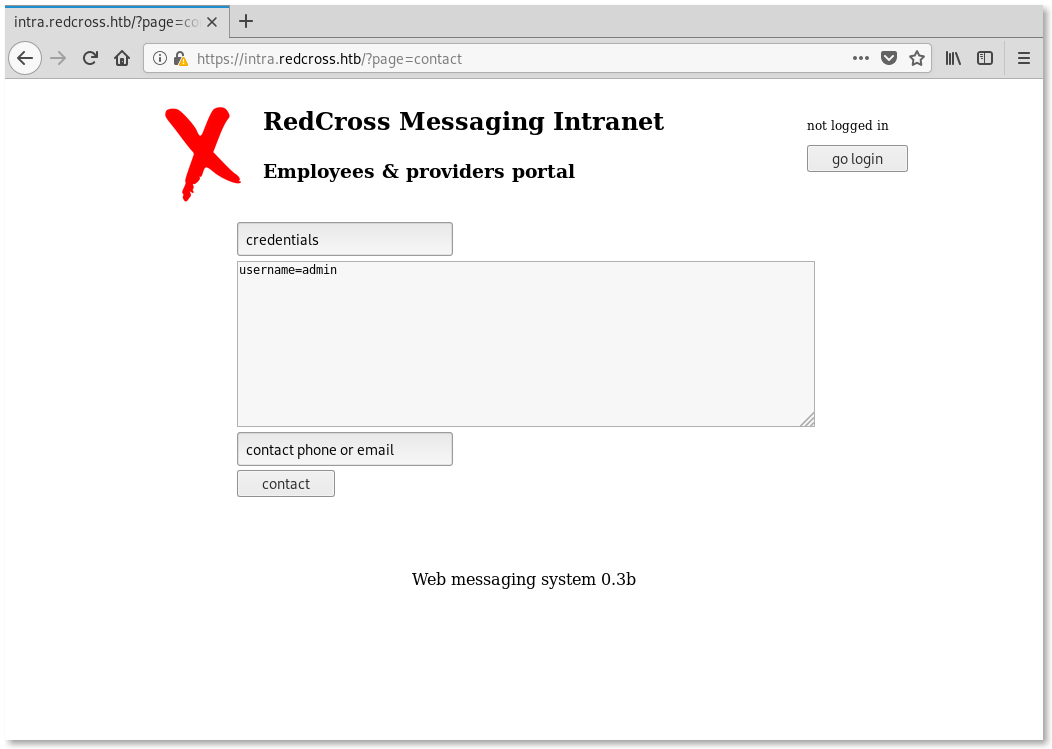 intra.redcross.htb/?page=co
https://intra.redcross.htb/?page=contact
RedCross Messaging Intranet
not logged in
go login
Employees & providers portal
credentials
username=admin
contact phone or email
contact
Web messaging system 0.3b